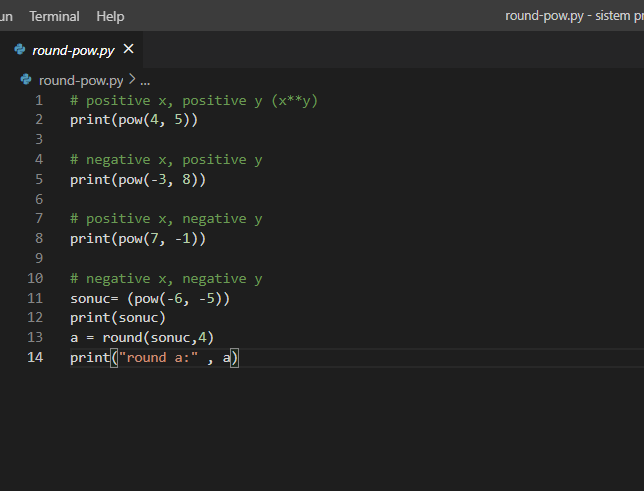 un Terminal Help round-pow.py - sistem pr
round-pow.py ×
round-pow.py > ...
1 # positive x, positive y (x**y)
2 print(pow(4, 5))
3
4 # negative x, positive y
5 print(pow(-3, 8))
6
7 # positive x, negative y
8 print(pow(7, -1))
9
10 # negative x, negative y
11 sonuc= (pow(-6, -5))
12 print(sonuc)
13 a = round(sonuc,4)
14 print("round a:" , a)